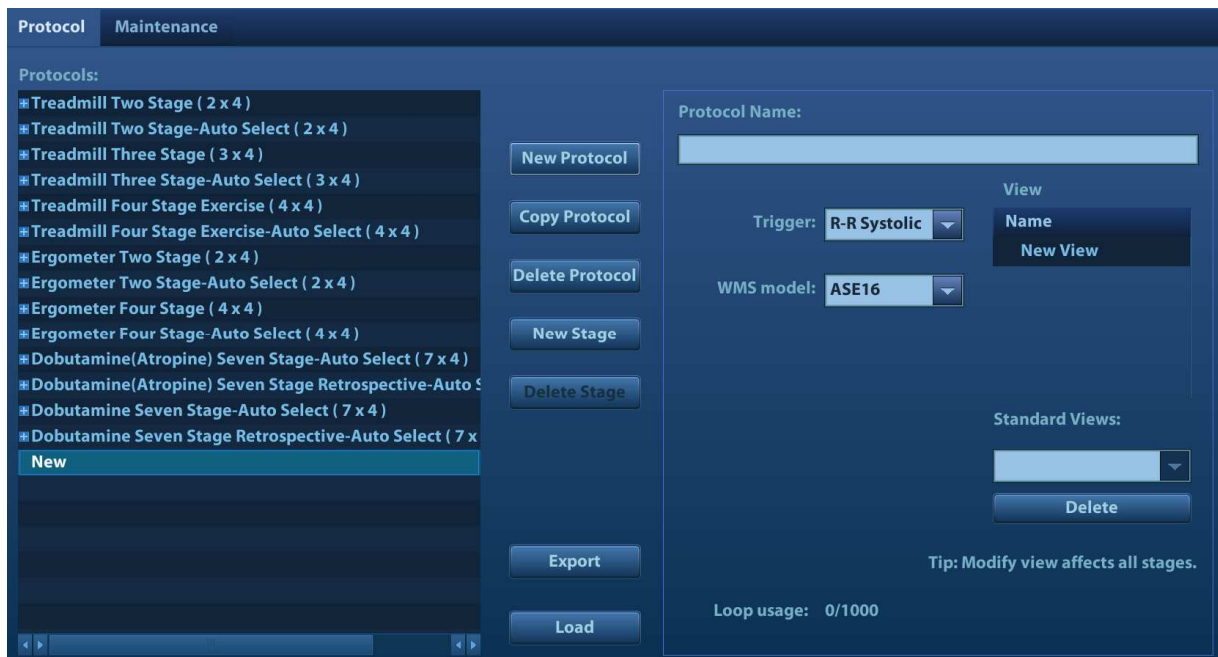 Protocol Maintenance
Protocols:
Treadmill Two Stage ( 2 x 4 )
Treadmill Two Stage-Auto Select ( 2 x 4 )
Treadmill Three Stage ( 3 x 4 )
Treadmill Three Stage-Auto Select ( 3 x 4 )
Treadmill Four Stage Exercise ( 4 x 4 )
Treadmill Four Stage Exercise-Auto Select ( 4 x 4 )
Ergometer Two Stage ( 2 x 4 )
Ergometer Two Stage-Auto Select ( 2 x 4 )
Ergometer Four Stage ( 4 x 4 )
Ergometer Four Stage-Auto Select ( 4 x 4 )
Dobutamine(Atropine) Seven Stage-Auto Select ( 7 x 4 )
Dobutamine(Atropine) Seven Stage Retrospective-Auto S
Dobutamine Seven Stage-Auto Select ( 7 x 4 )
Dobutamine Seven Stage Retrospective-Auto Select ( 7 x
New
New Protocol
Copy Protocol
Delete Protocol
New Stage
Delete Stage
Export
Load
Protocol Name:
Trigger: R-R Systolic
WMS model: ASE16
View
Name
New View
Standard Views:
Delete
Tip: Modify view affects all stages.
Loop usage: 0/1000